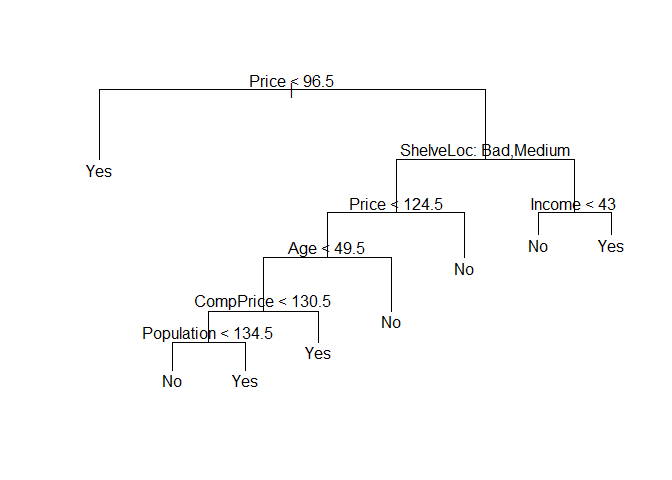 Price < 96.5
ShelveLoc: Bad,Medium
Yes
Price < 124.5
Income < 43
Age < 49.5
No
Yes
No
CompPrice < 130.5
No
Population < 134.5
Yes
No
Yes